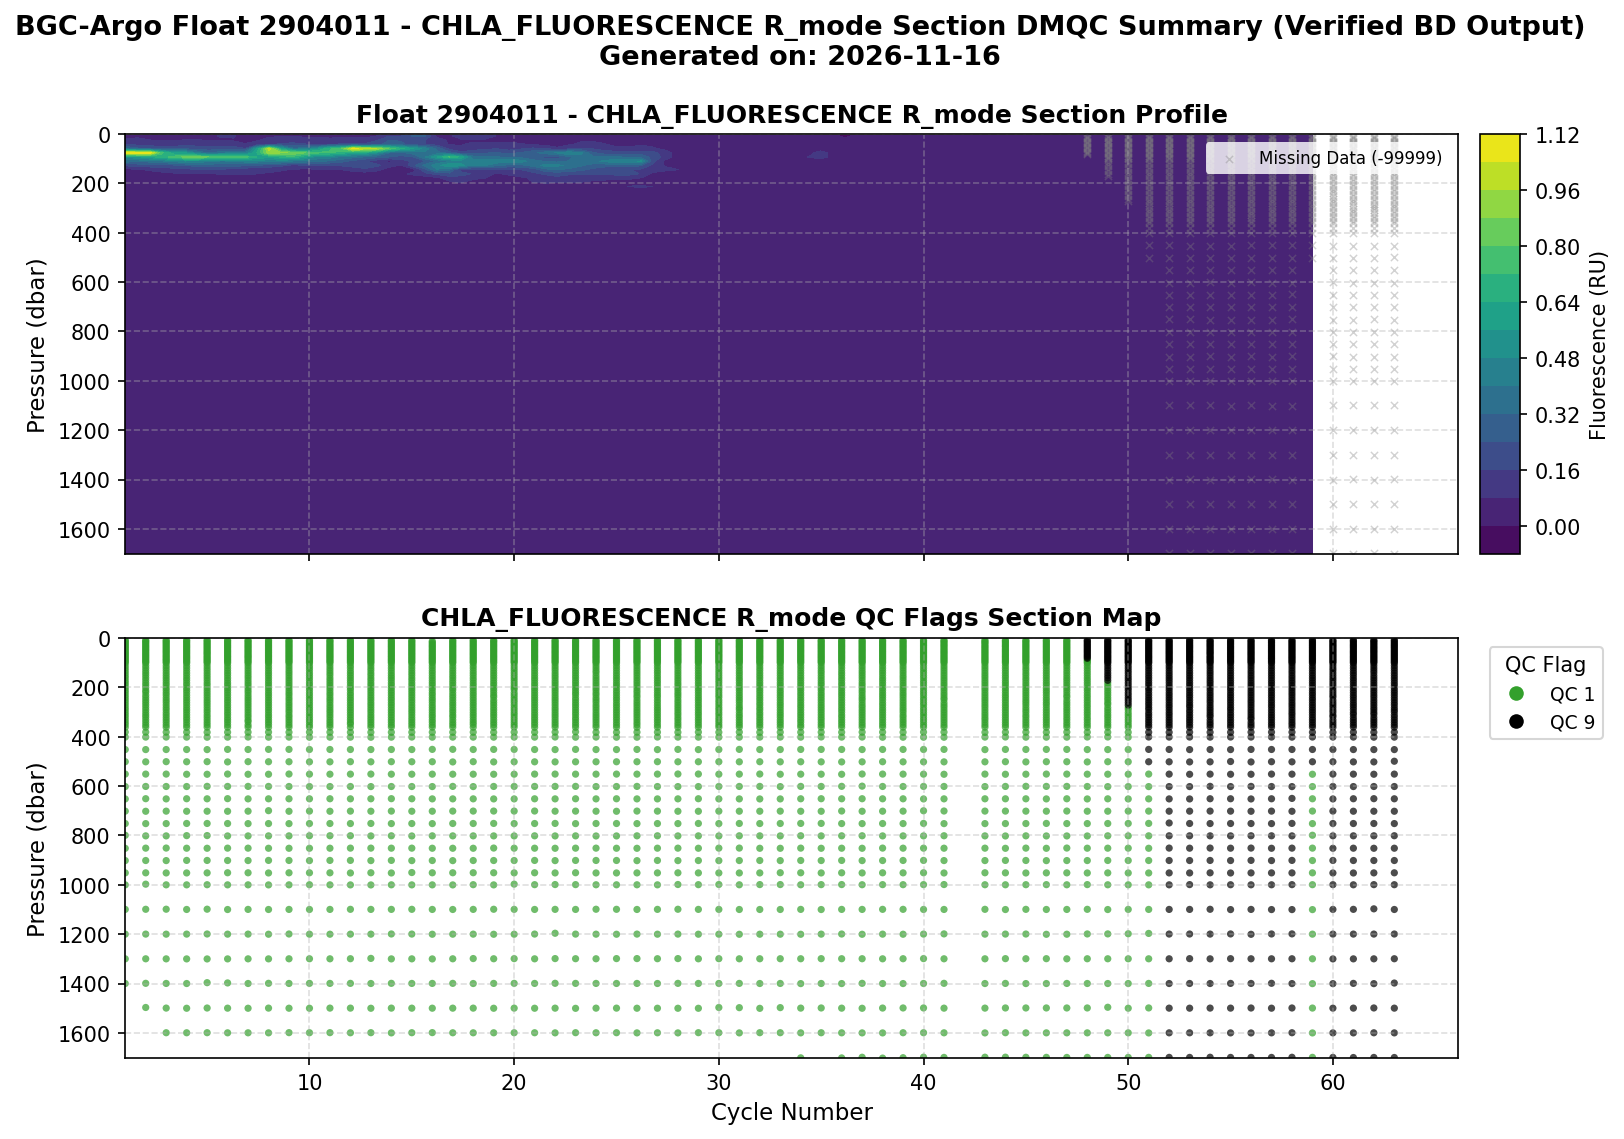 BGC-Argo Float 2904011 - CHLA_FLUORESCENCE R_mode Section DMQC Summary (Verified BD Output)
Generated on: 2026-11-16
Float 2904011 - CHLA_FLUORESCENCE R_mode Section Profile
Pressure (dbar)
0
200
400
600
800
1000
1200
1400
1600
Missing Data (-99999)
1.12
0.96
0.80
0.64
0.48
0.32
0.16
0.00
Fluorescence (RU)
CHLA_FLUORESCENCE R_mode QC Flags Section Map
Pressure (dbar)
0
200
400
600
800
1000
1200
1400
1600
10
20
30
40
50
60
Cycle Number
QC Flag
QC 1
QC 9